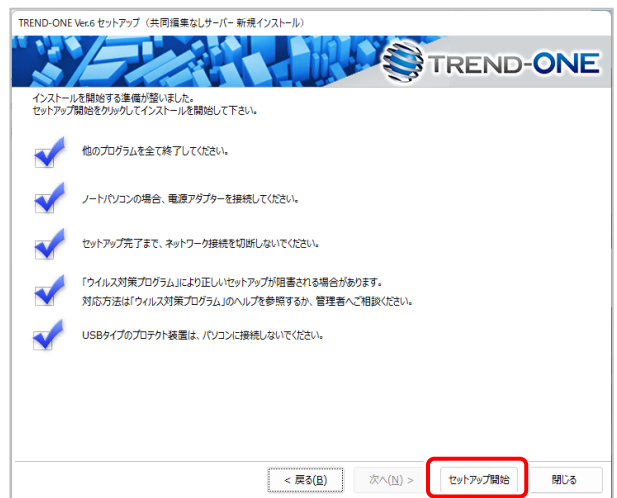 TREND-ONE Ver.6 セットアップ（共同編集なしサーバー 新規インストール）
TREND-ONE
インストールを開始する準備が整いました。
セットアップ開始をクリックしてインストールを開始して下さい。
他のプログラムを全て終了してください。
ノートパソコンの場合、電源アダプターを接続してください。
セットアップ完了まで、ネットワーク接続を切断しないでください。
「ウイルス対策プログラム」により正しいセットアップが阻害される場合があります。
対応方法は「ウィルス対策プログラム」のヘルプを参照するか、管理者へご相談ください。
USBタイプのプロテクト装置は、パソコンに接続しないでください。
< 戻る(B) 次へ(N) > セットアップ開始 閉じる